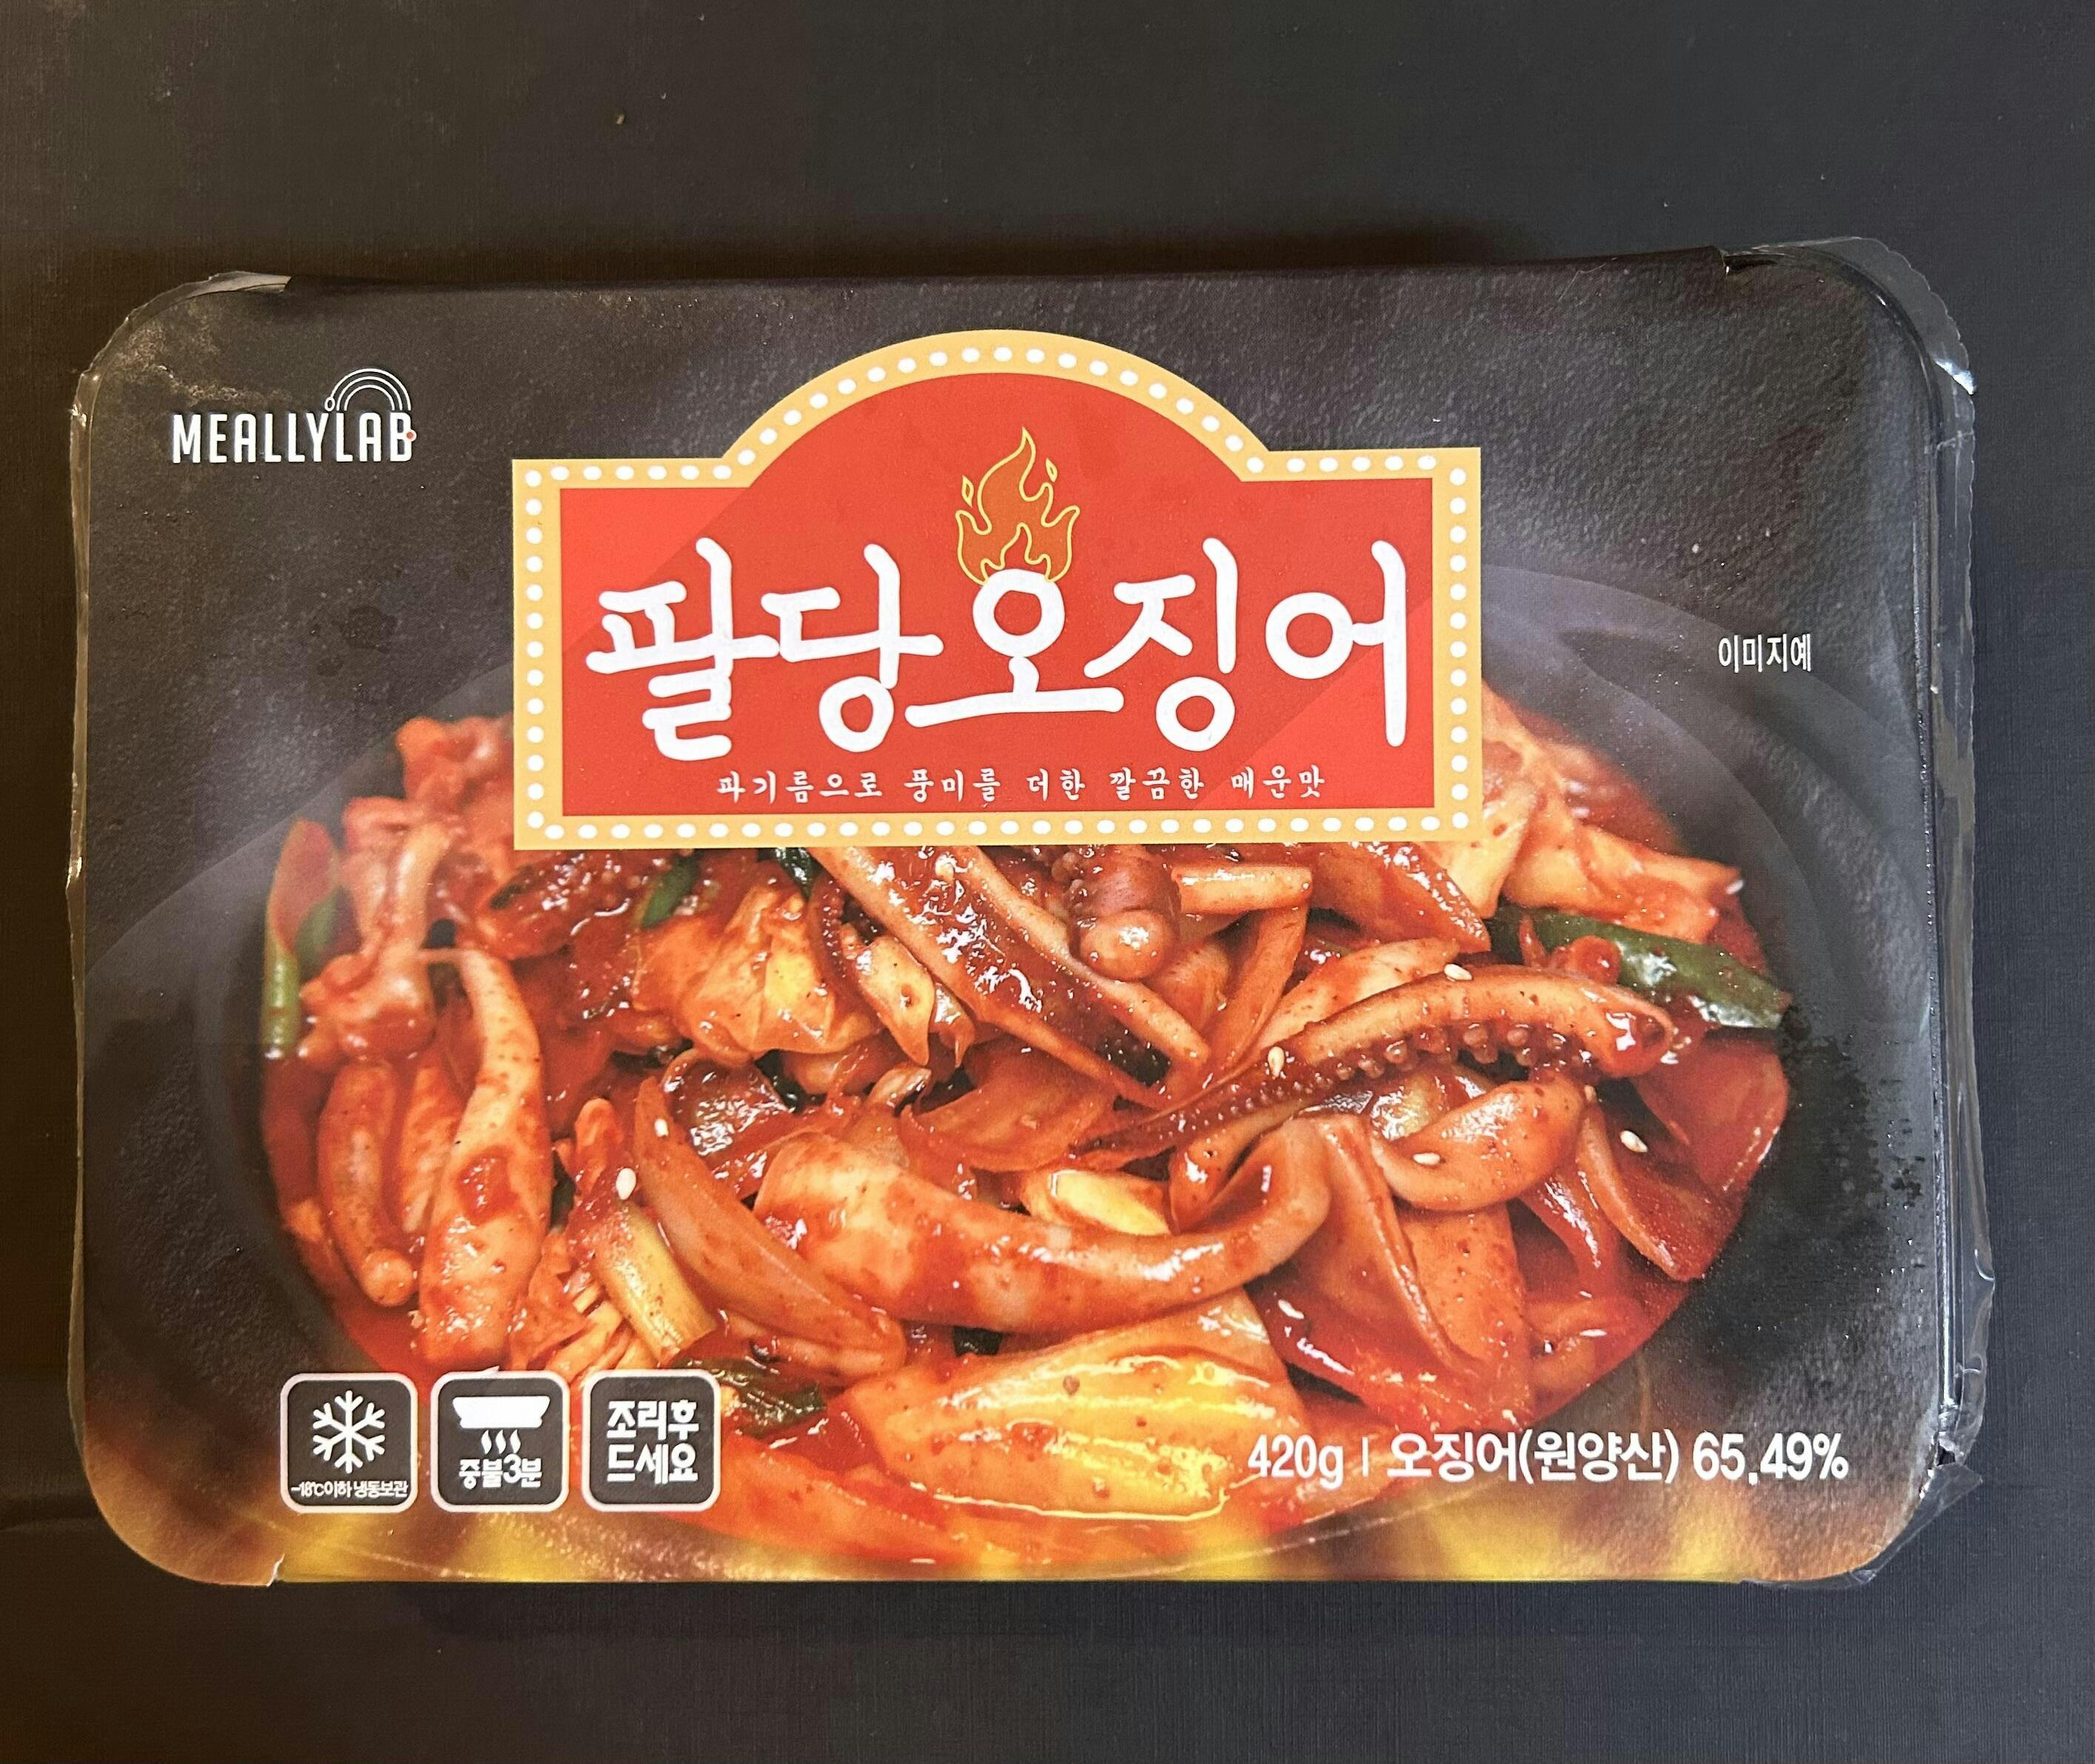 MEALLYLAB
팔당오징어
파기름으로 풍미를 더한 깔끔한 매운맛
이미지예
-18℃이하 냉동보관
중불3분
조리후
드세요
420g | 오징어(원양산) 65.49%